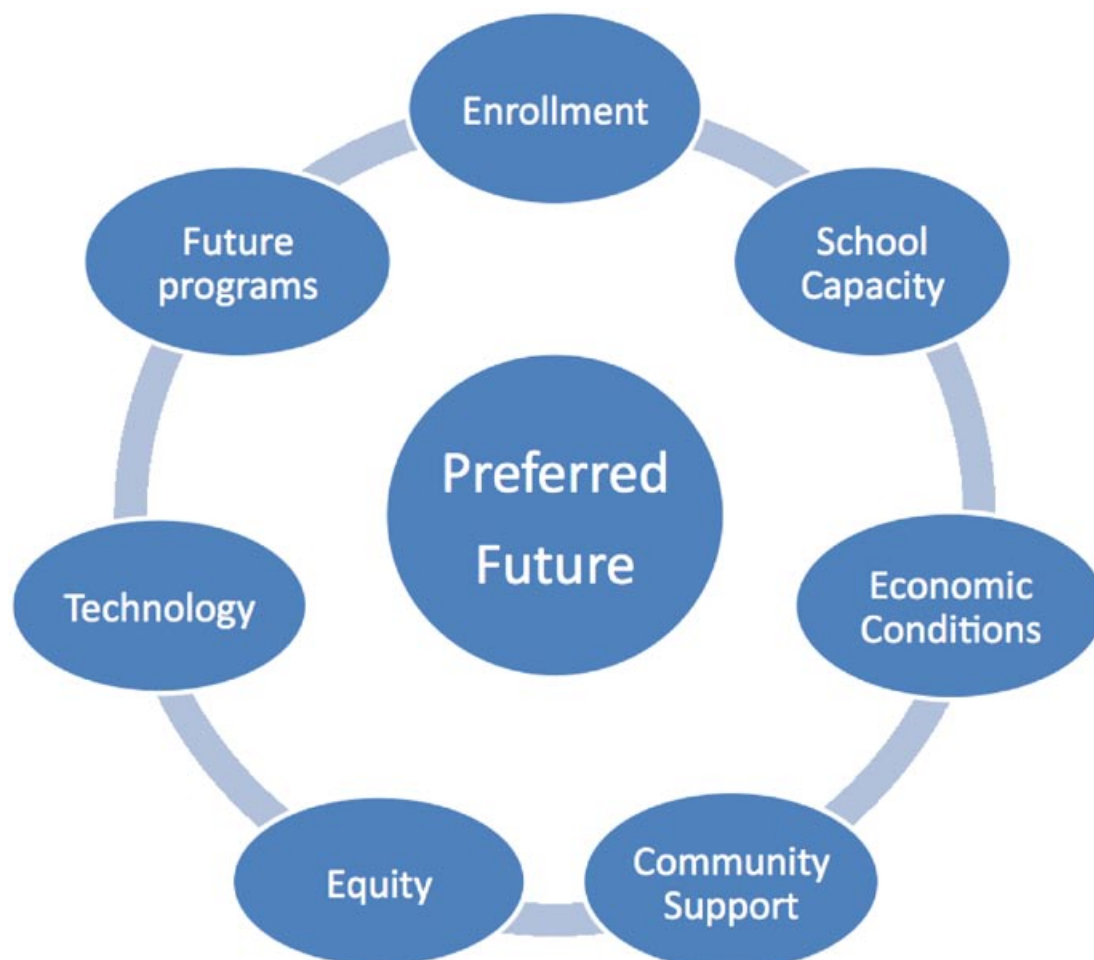 Enrollment
School
Capacity
Economic
Conditions
Community
Support
Equity
Technology
Future
programs
Preferred
Future